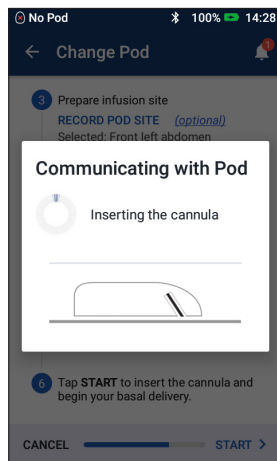 No Pod 100% 14:28
Change Pod 1
3 Prepare infusion site
RECORD POD SITE (optional)
Selected: Front left abdomen
Communicating with Pod
Inserting the cannula
6 Tap START to insert the cannula and
begin your basal delivery.
CANCEL START